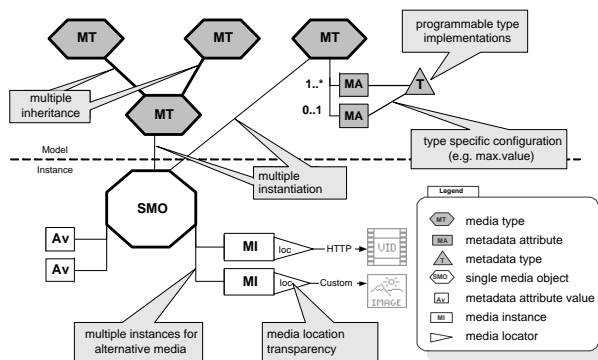 MT
MT
MT
programmable type
implementations
1..*
MA
T
multiple
inheritance
MT
0..1
MA
type specific configuration
(e.g. max.value)
Model
Instance
multiple
instantiation
SMO
Legend
MT
media type
MA
metadata attribute
T
metadata type
SMO
single media object
Av
metadata attribute value
MI
media instance
media locator
Av
Av
MI
loc
HTTP
VID
MI
loc
Custom
IMAGE
multiple instances for
alternative media
media location
transparency